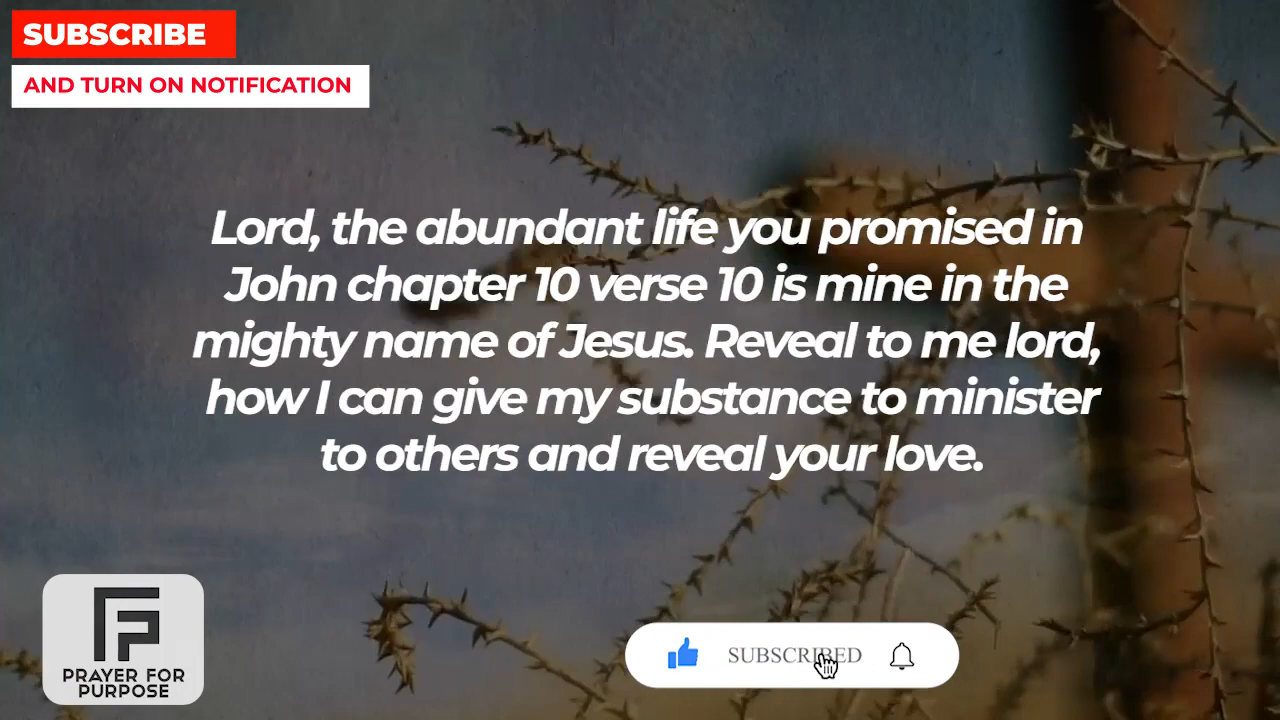 SUBSCRIBE
AND TURN ON NOTIFICATION
Lord, the abundant life you promised in
John chapter 10 verse 10 is mine in the
mighty name of Jesus. Reveal to me lord,
how I can give my substance to minister
to others and reveal your love.
PRAYER FOR
PURPOSE
SUBSCRIBED